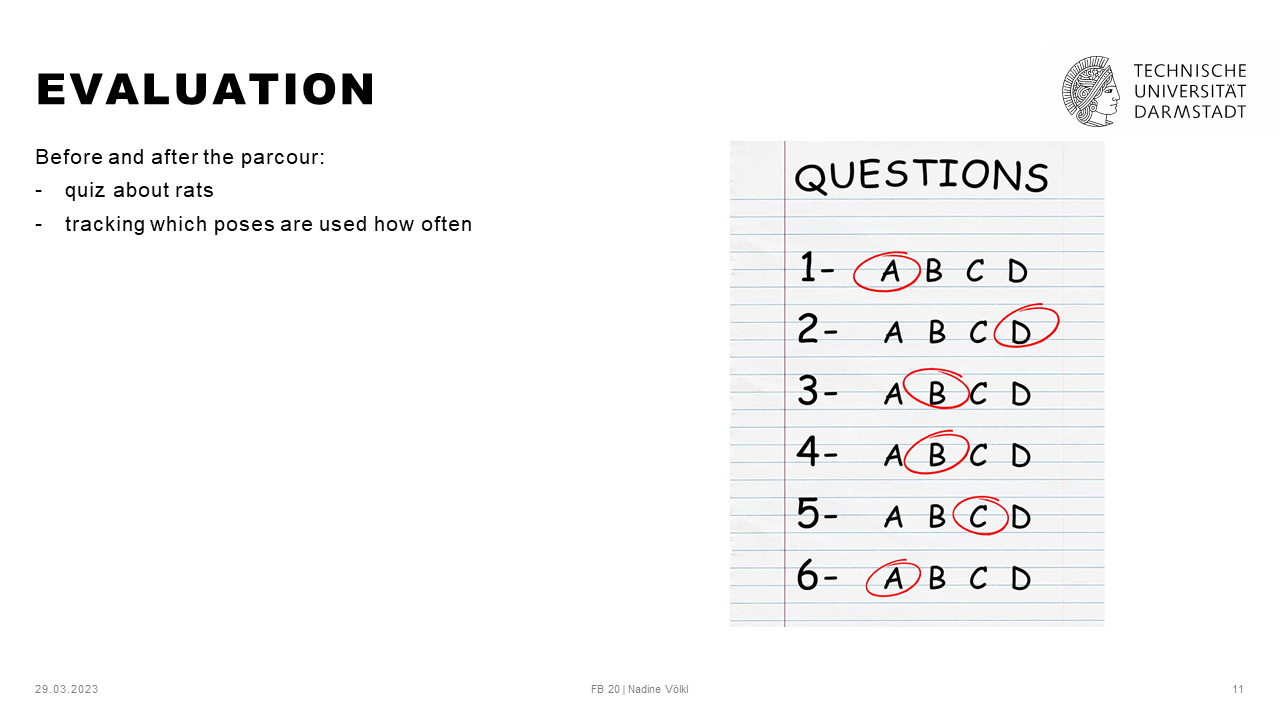 EVALUATION
TECHNISCHE
UNIVERSITÄT
DARMSTADT
Before and after the parcour:
- quiz about rats
- tracking which poses are used how often
QUESTIONS
1- A B C D
2- A B C D
3- A B C D
4- A B C D
5- A B C D
6- A B C D
29.03.2023
FB 20 | Nadine Völkl
11